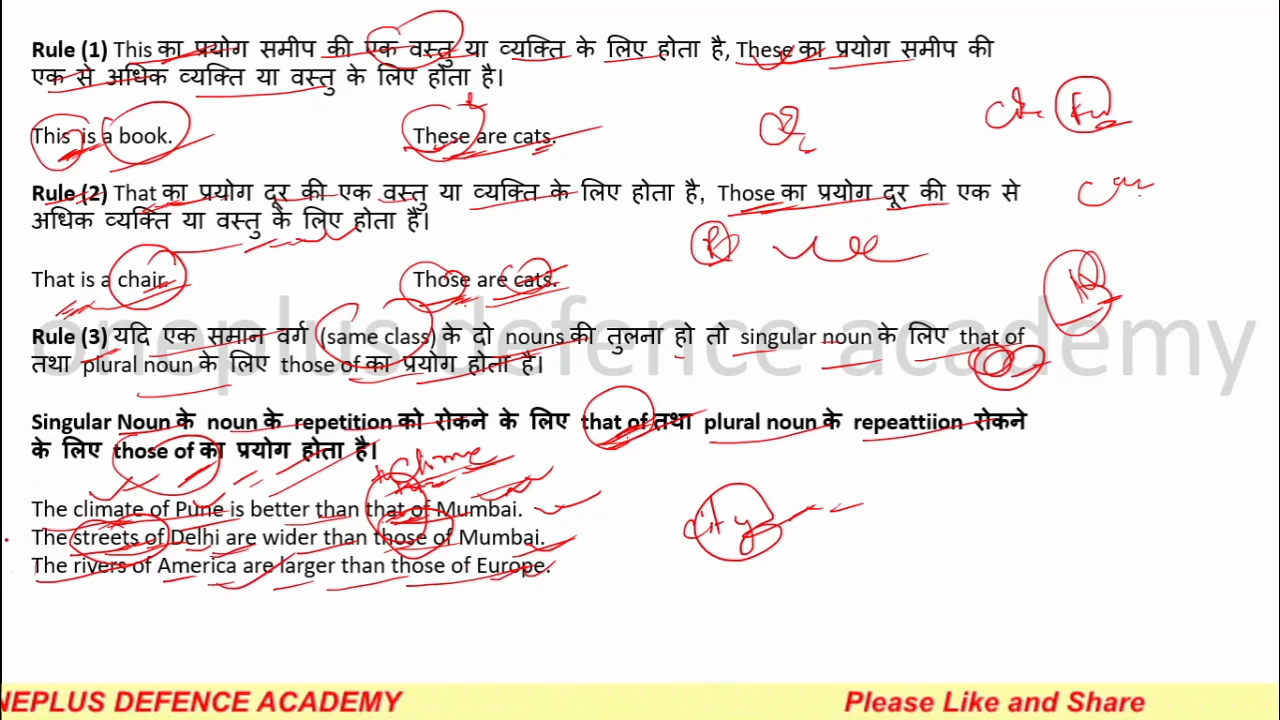 Rule (1) This का प्रयोग समीप की एक वस्तु या व्यक्ति के लिए होता है, These का प्रयोग समीप की
एक से अधिक व्यक्ति या वस्तु के लिए होता है।
This is a book. These are cats.
Rule (2) That का प्रयोग दूर की एक वस्तु या व्यक्ति के लिए होता है, Those का प्रयोग दूर की एक से
अधिक व्यक्ति या वस्तु के लिए होता है।
That is a chair. Those are cats.
oneplus defence academy
Rule (3) यदि एक समान वर्ग (same class) के दो nouns की तुलना हो तो singular noun के लिए that of
तथा plural noun के लिए those of का प्रयोग होता है।
Singular Noun के noun के repetition को रोकने के लिए that of तथा plural noun के repeattiion रोकने
के लिए those of का प्रयोग होता है।
The climate of Pune is better than that of Mumbai.
The streets of Delhi are wider than those of Mumbai.
city
The rivers of America are larger than those of Europe.
NEPLUS DEFENCE ACADEMY Please Like and Share